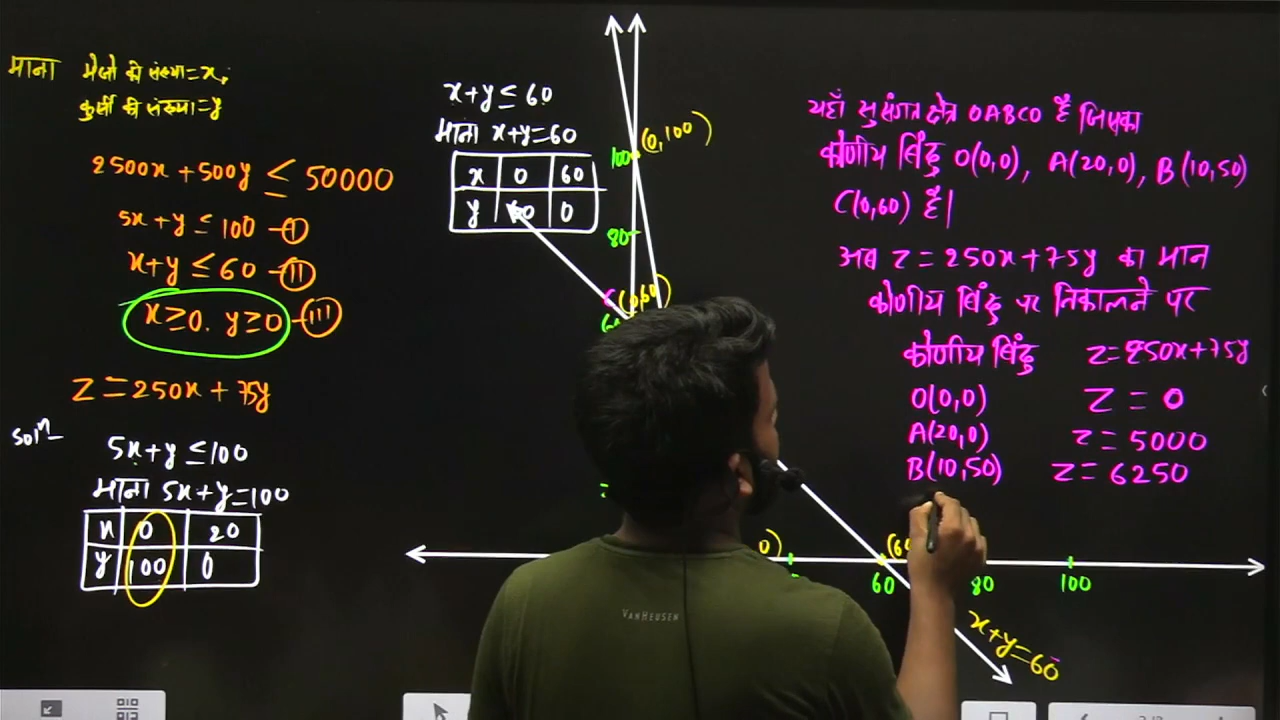 माना मेजो की संख्या = x,
कुर्सी की संख्या = y
2500x + 500y ≤ 50000
5x + y ≤ 100 - (I)
x + y ≤ 60 - (II)
x ≥ 0, y ≥ 0 - (III)
Z = 250x + 75y
Solⁿ-
5x + y ≤ 100
माना 5x + y = 100
x 0 20
y 100 0
x + y ≤ 60
माना x + y = 60
x 0 60
y 60 0
(0,100)
100
80
C (0,60)
60 80 100
x + y = 60
यहाँ सुसंगत क्षेत्र OABCO है जिसका
कोणीय बिंदु O(0,0), A(20,0), B(10,50)
C(0,60) है|
अब Z = 250x + 75y का मान
कोणीय बिंदु पर निकालने पर
कोणीय बिंदु Z = 250x + 75y
O(0,0) Z = 0
A(20,0) Z = 5000
B(10,50) Z = 6250
VANHEUSEN